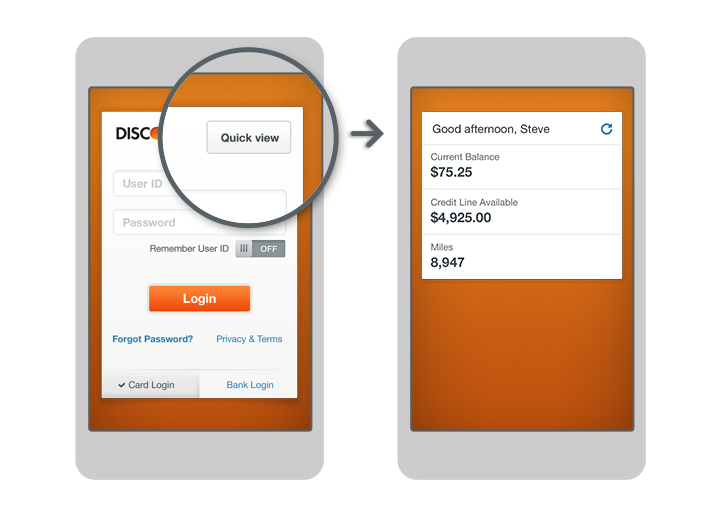 DISCO
Quick view
User ID
Password
Remember User ID OFF
Login
Forgot Password? Privacy & Terms
Card Login Bank Login
Good afternoon, Steve
Current Balance
$75.25
Credit Line Available
$4,925.00
Miles
8,947